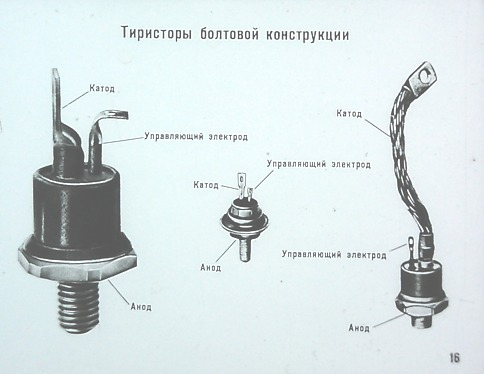 Тиристоры болтовой конструкции
Катод
Управляющий электрод
Анод
Катод
Управляющий электрод
Анод
Катод
Управляющий электрод
Анод
16